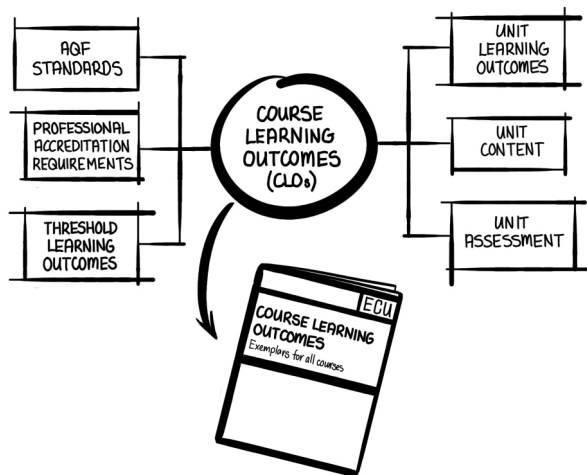 AQF
STANDARDS
PROFESSIONAL
ACCREDITATION
REQUIREMENTS
THRESHOLD
LEARNING
OUTCOMES
COURSE
LEARNING
OUTCOMES
(CLOs)
UNIT
LEARNING
OUTCOMES
UNIT
CONTENT
UNIT
ASSESSMENT
ECU
COURSE LEARNING
OUTCOMES
Exemplars for all courses